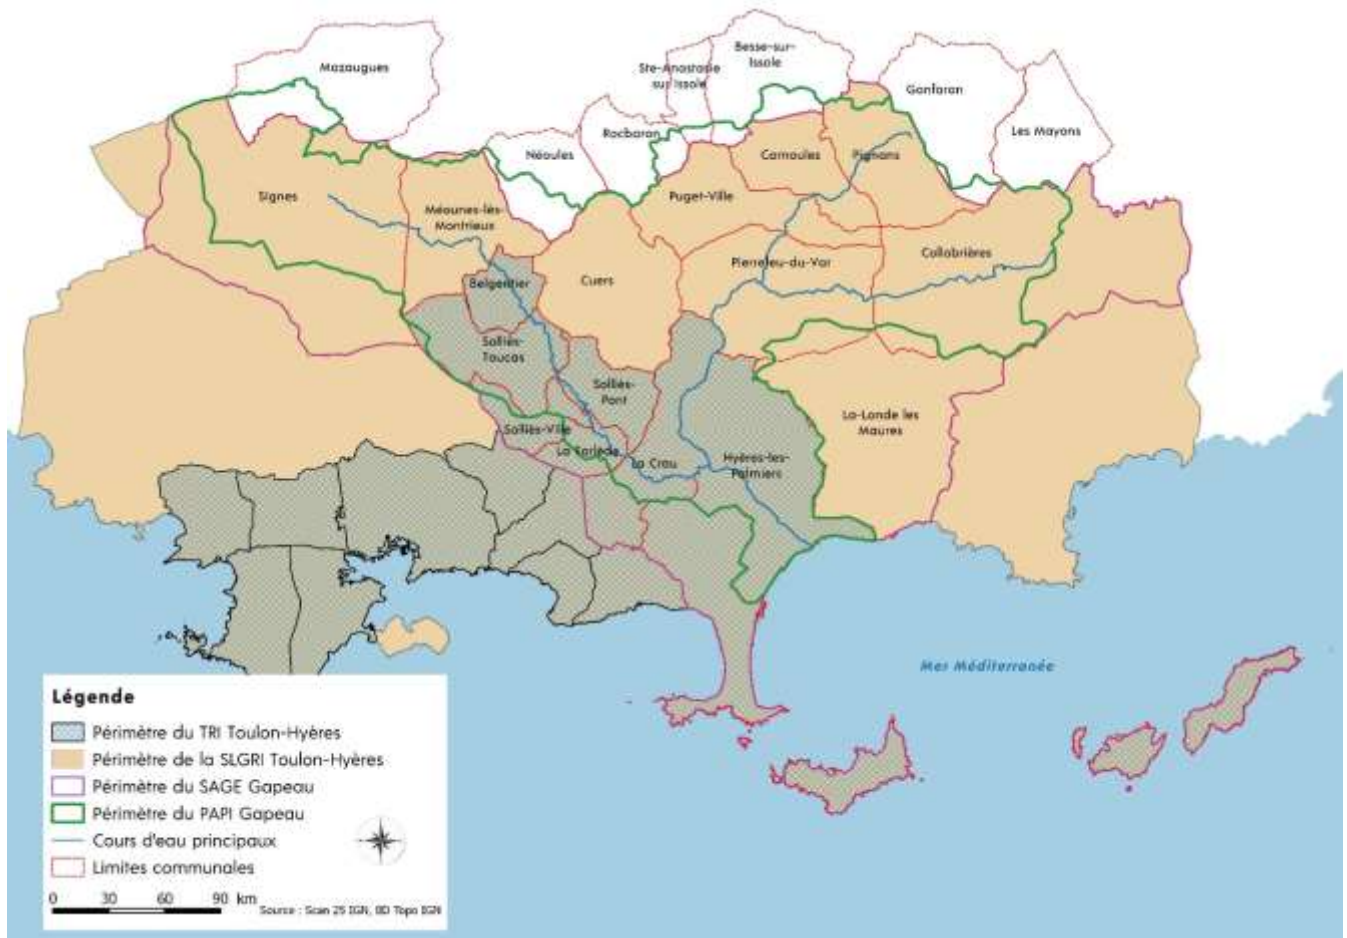 Mazaugues
Besse-sur-
Issole
Ste-Anastasie
sur Issole
Gonfaron
Rocbaron
Les Mayons
Néoules
Carnoules
Pignans
Signes
Puget-Ville
Méounes-lès-
Montrieux
Collobrières
Pierrefeu-du-Var
Belgentier
Cuers
Solliès-
Toucas
Solliès-
Pont
La-Londe les
Maures
Solliès-Ville
La Farlède
La Crau
Hyères-les-
Palmiers
Mer Méditerranée
Légende
Périmètre du TRI Toulon-Hyères
Périmètre de la SLGRI Toulon-Hyères
Périmètre du SAGE Gapeau
Périmètre du PAPI Gapeau
Cours d'eau principaux
Limites communales
0 30 60 90 km
Source : Scan 25 IGN, BD Topo IGN